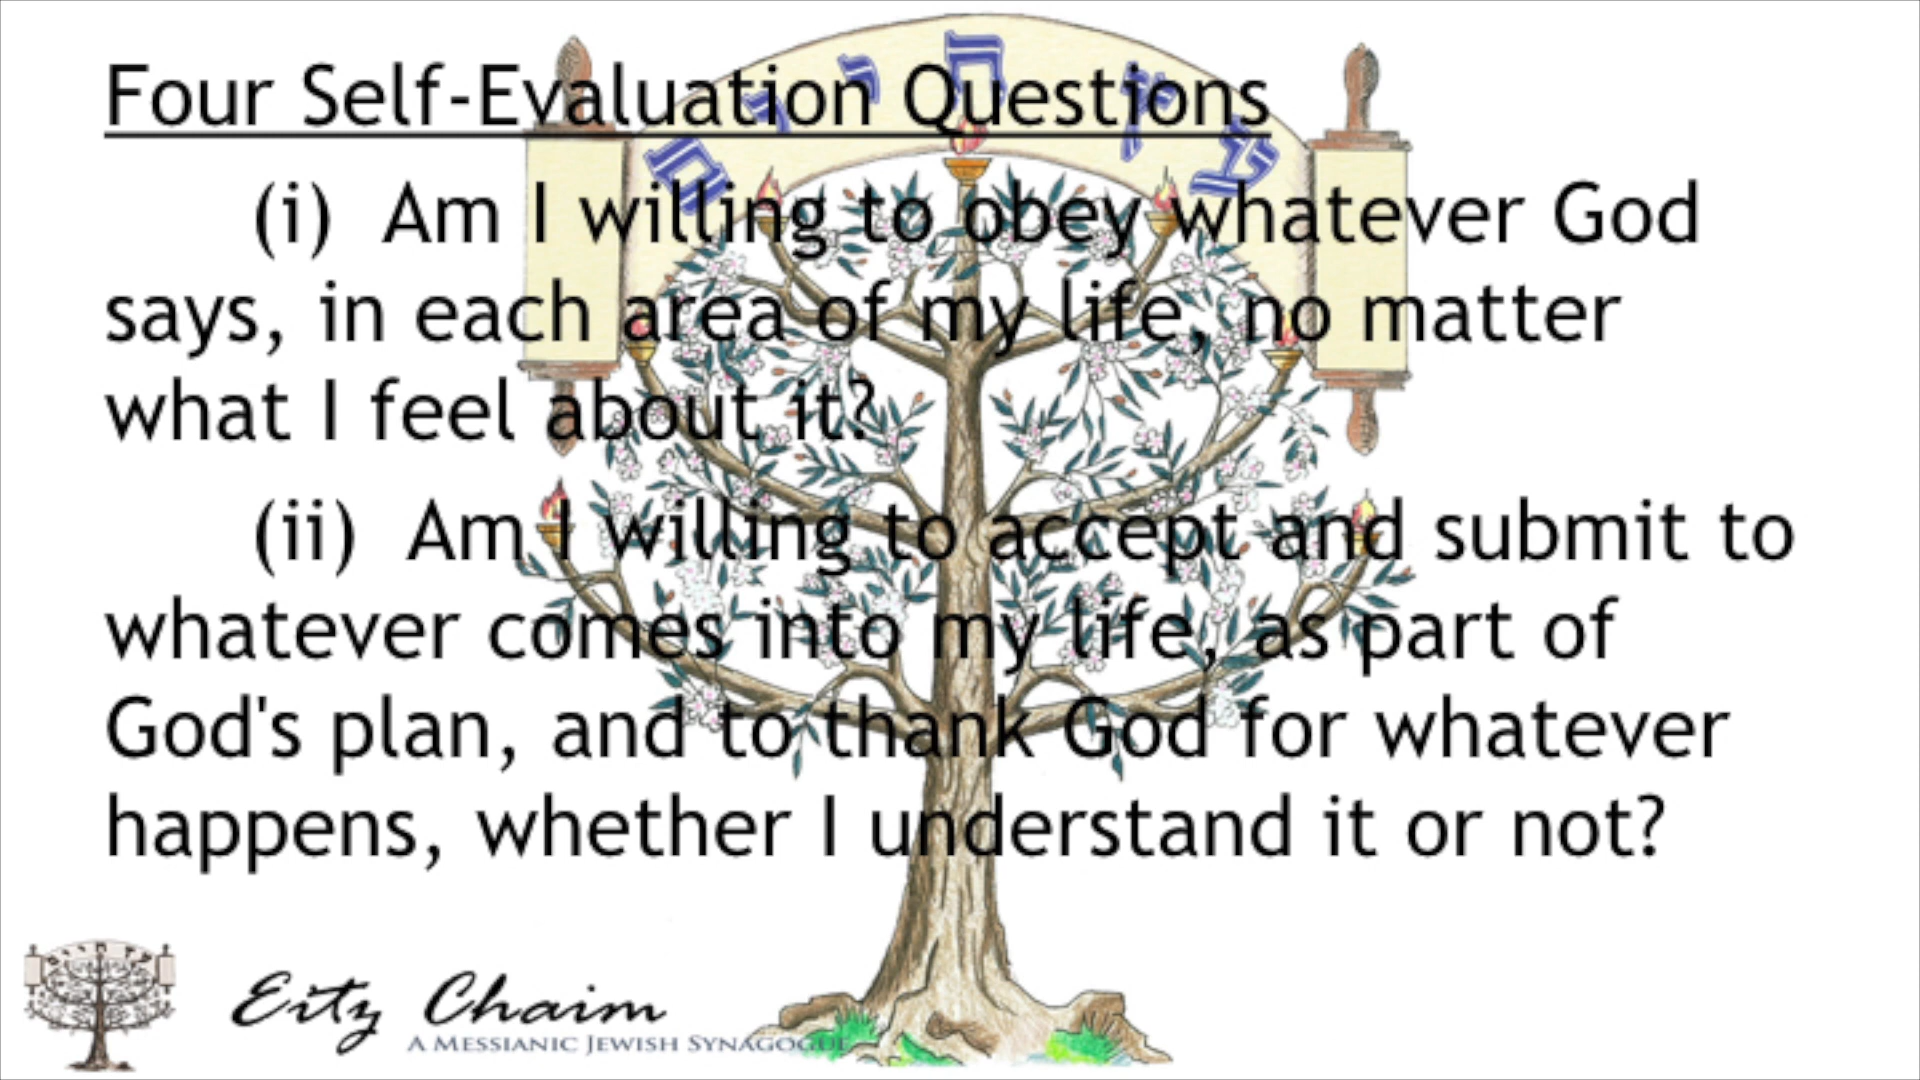 עץ חיים
Four Self-Evaluation Questions
(i) Am I willing to obey whatever God
says, in each area of my life, no matter
what I feel about it?
(ii) Am I willing to accept and submit to
whatever comes into my life, as part of
God's plan, and to thank God for whatever
happens, whether I understand it or not?
Eitz Chaim
A MESSIANIC JEWISH SYNAGOGUE